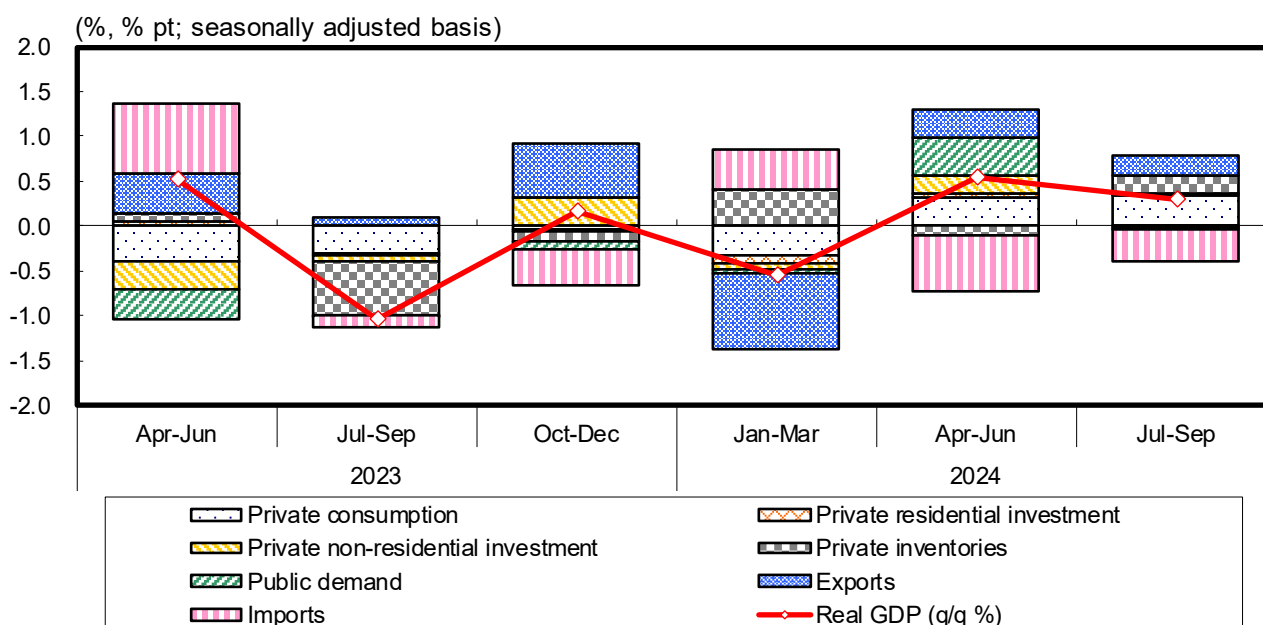 (%, % pt; seasonally adjusted basis)
2.0
1.5
1.0
0.5
0.0
-0.5
-1.0
-1.5
-2.0
Apr-Jun Jul-Sep Oct-Dec Jan-Mar Apr-Jun Jul-Sep
2023 2024
Private consumption Private residential investment
Private non-residential investment Private inventories
Public demand Exports
Imports Real GDP (q/q %)